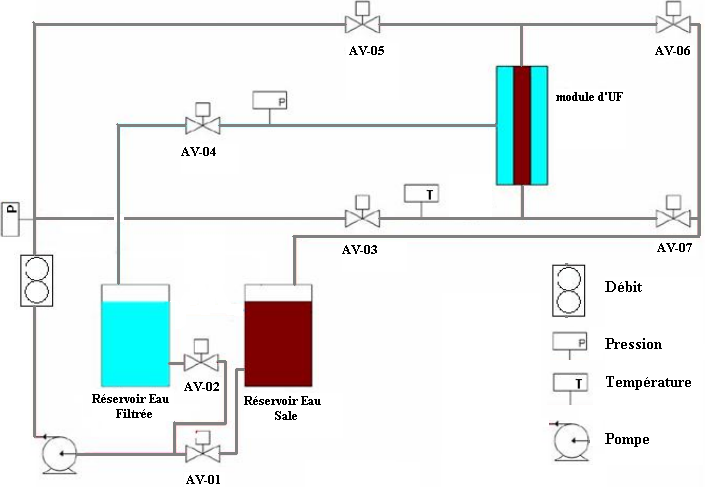 AV-05
AV-06
P
module d'UF
AV-04
T
P
AV-03
AV-07
Débit
P
Pression
AV-02
T
Température
Réservoir Eau
Filtrée
Réservoir Eau
Sale
Pompe
AV-01